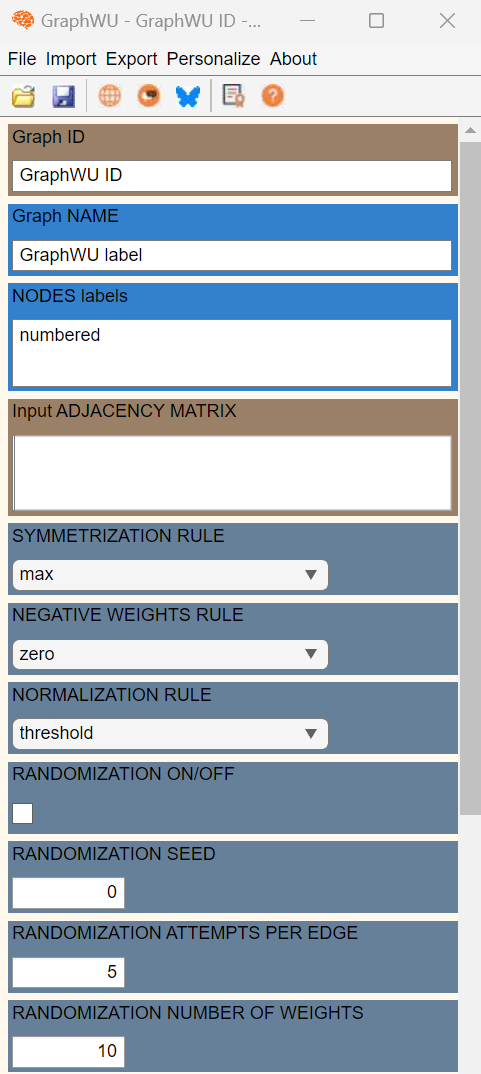 GraphWU - GraphWU ID -...
File Import Export Personalize About
Graph ID
GraphWU ID
Graph NAME
GraphWU label
NODES labels
numbered
Input ADJACENCY MATRIX
SYMMETRIZATION RULE
max
NEGATIVE WEIGHTS RULE
zero
NORMALIZATION RULE
threshold
RANDOMIZATION ON/OFF
RANDOMIZATION SEED
0
RANDOMIZATION ATTEMPTS PER EDGE
5
RANDOMIZATION NUMBER OF WEIGHTS
10